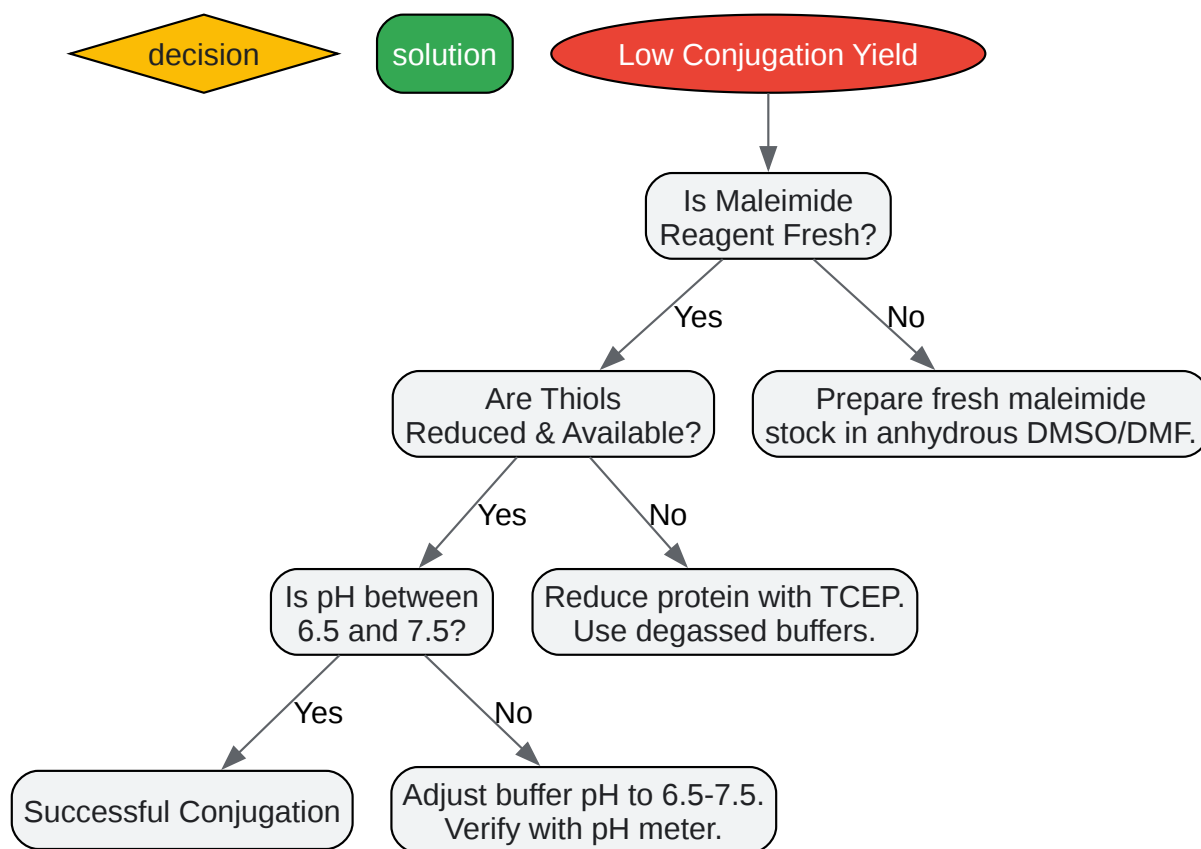 decision
solution
Low Conjugation Yield
Is Maleimide
Reagent Fresh?
Yes
No
Are Thiols
Reduced & Available?
Prepare fresh maleimide
stock in anhydrous DMSO/DMF.
Yes
No
Is pH between
6.5 and 7.5?
Reduce protein with TCEP.
Use degassed buffers.
Yes
No
Successful Conjugation
Adjust buffer pH to 6.5-7.5.
Verify with pH meter.